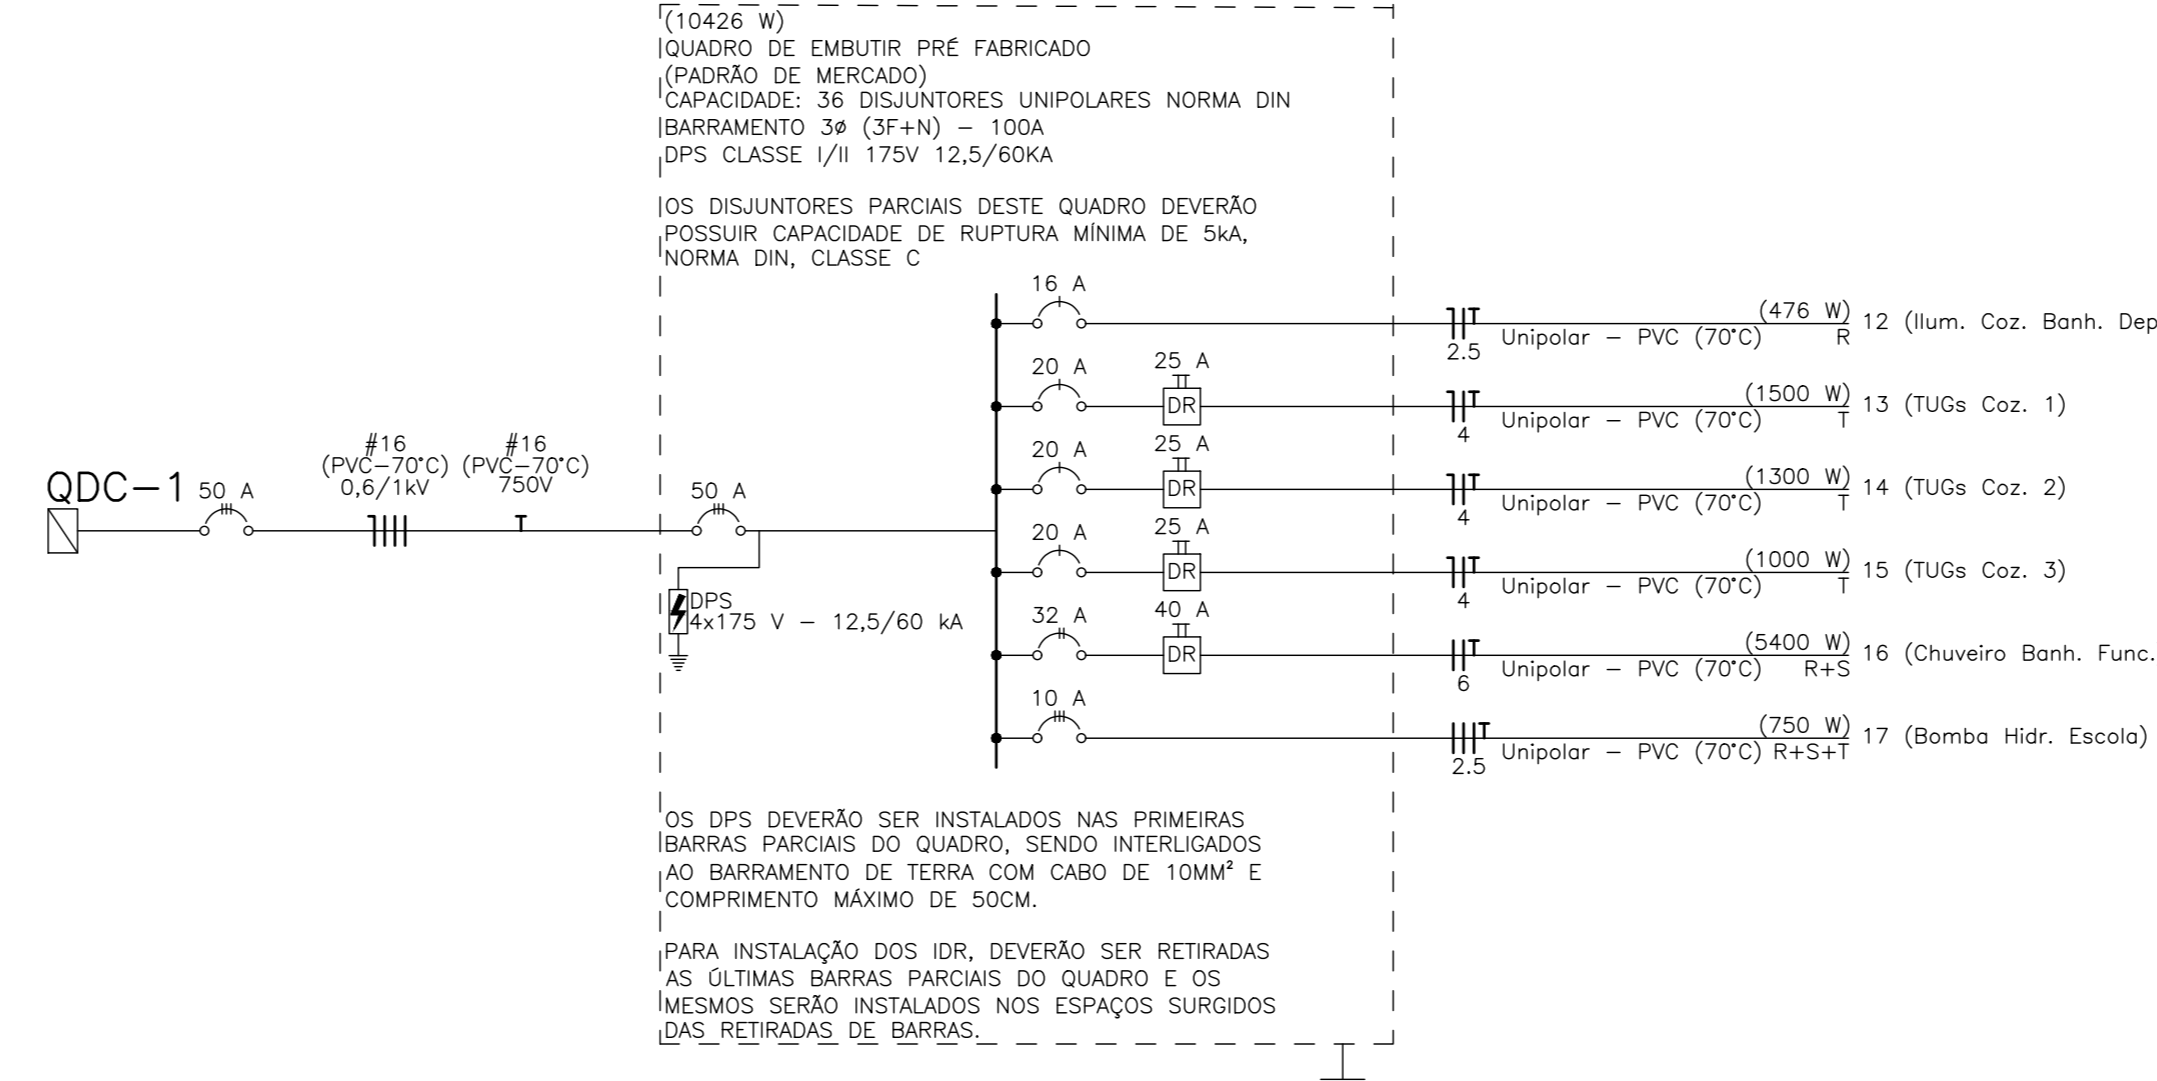 (10426 W)
QUADRO DE EMBUTIR PRÉ FABRICADO
(PADRÃO DE MERCADO)
CAPACIDADE: 36 DISJUNTORES UNIPOLARES NORMA DIN
BARRAMENTO 3ø (3F+N) – 100A
DPS CLASSE I/II 175V 12,5/60KA
OS DISJUNTORES PARCIAIS DESTE QUADRO DEVERÃO
POSSUIR CAPACIDADE DE RUPTURA MÍNIMA DE 5kA,
NORMA DIN, CLASSE C
QDC–1
50 A
#16
(PVC–70°C)
0,6/1kV
#16
(PVC–70°C)
750V
50 A
DPS
4x175 V – 12,5/60 kA
16 A
2.5
Unipolar – PVC (70°C)
(476 W)
R
12 (Ilum. Coz. Banh. Dep
20 A
25 A
DR
4
Unipolar – PVC (70°C)
(1500 W)
T
13 (TUGs Coz. 1)
20 A
25 A
DR
4
Unipolar – PVC (70°C)
(1300 W)
T
14 (TUGs Coz. 2)
20 A
25 A
DR
4
Unipolar – PVC (70°C)
(1000 W)
T
15 (TUGs Coz. 3)
32 A
40 A
DR
6
Unipolar – PVC (70°C)
(5400 W)
R+S
16 (Chuveiro Banh. Func.
10 A
2.5
Unipolar – PVC (70°C)
(750 W)
R+S+T
17 (Bomba Hidr. Escola)
OS DPS DEVERÃO SER INSTALADOS NAS PRIMEIRAS
BARRAS PARCIAIS DO QUADRO, SENDO INTERLIGADOS
AO BARRAMENTO DE TERRA COM CABO DE 10MM² E
COMPRIMENTO MÁXIMO DE 50CM.
PARA INSTALAÇÃO DOS IDR, DEVERÃO SER RETIRADAS
AS ÚLTIMAS BARRAS PARCIAIS DO QUADRO E OS
MESMOS SERÃO INSTALADOS NOS ESPAÇOS SURGIDOS
DAS RETIRADAS DE BARRAS.